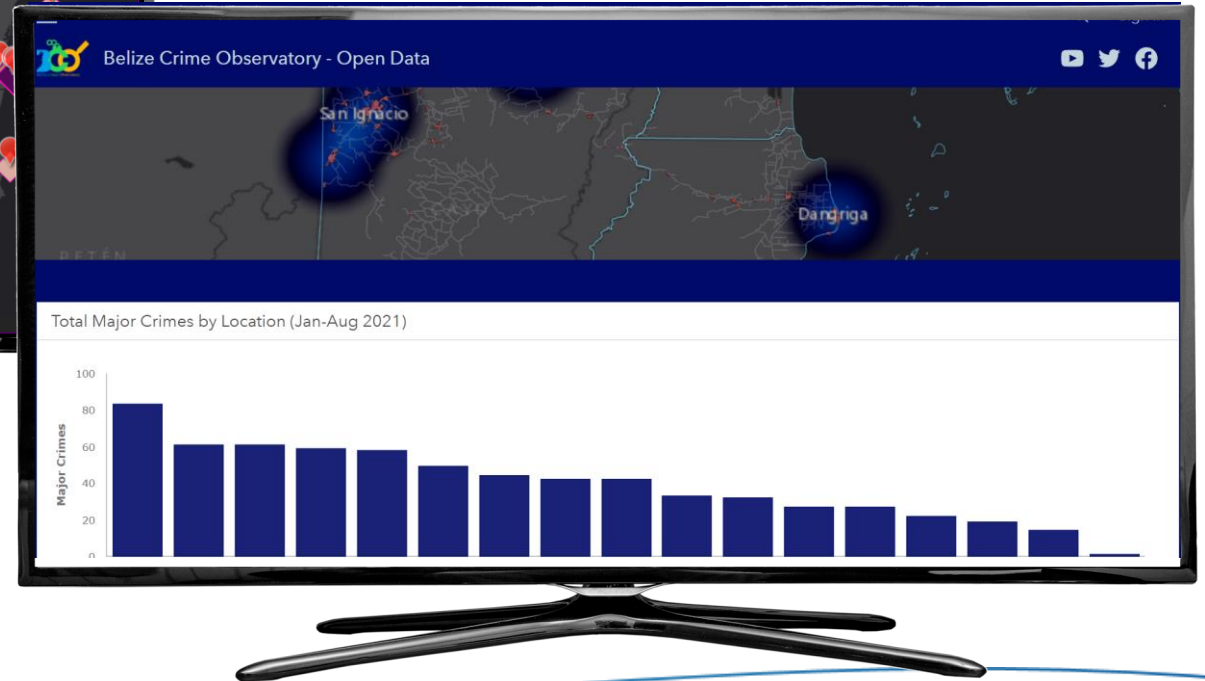 Belize Crime Observatory - Open Data
San Ignacio
Dangriga
PETÉN
Total Major Crimes by Location (Jan-Aug 2021)
Major Crimes
100
80
60
40
20
0